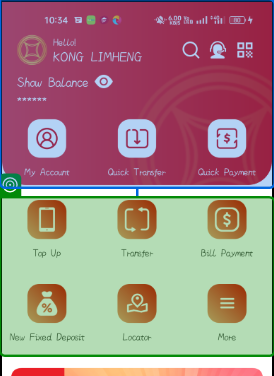 10:34
Hello!
KONG LIMHENG
Show Balance
******
My Account Quick Transfer Quick Payment
Top Up Transfer Bill Payment
New Fixed Deposit Locator More